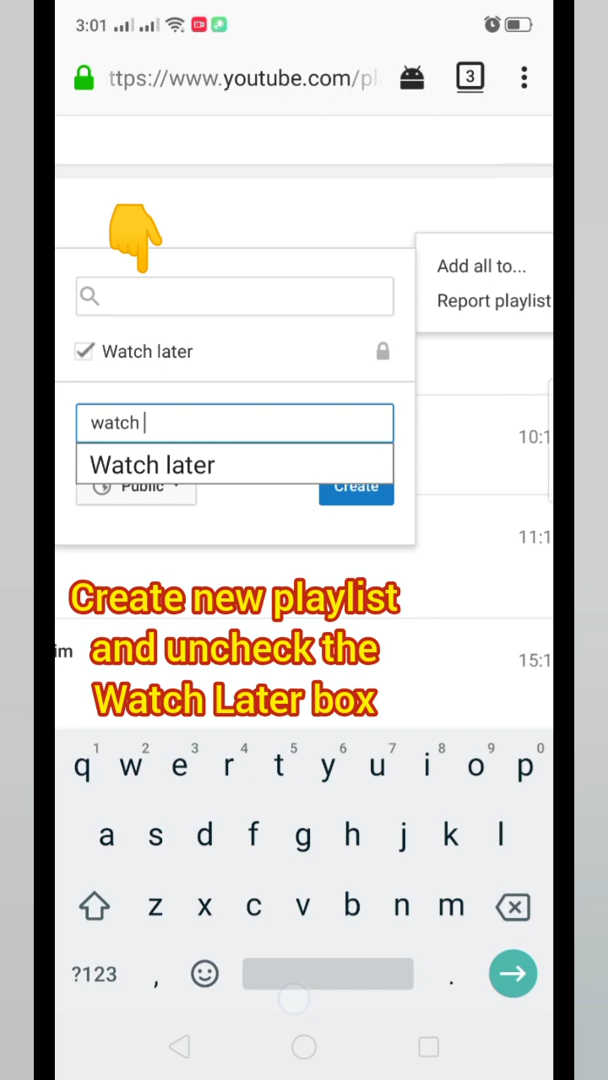 3:01
ttps://www.youtube.com/pl
3
Add all to...
Report playlist
Watch later
watch
Watch later
Public
Create
10:1
11:1
15:1
im
Create new playlist
and uncheck the
Watch Later box
1 2 3 4 5 6 7 8 9 0
q w e r t y u i o p
a s d f g h j k l
z x c v b n m
?123 , .